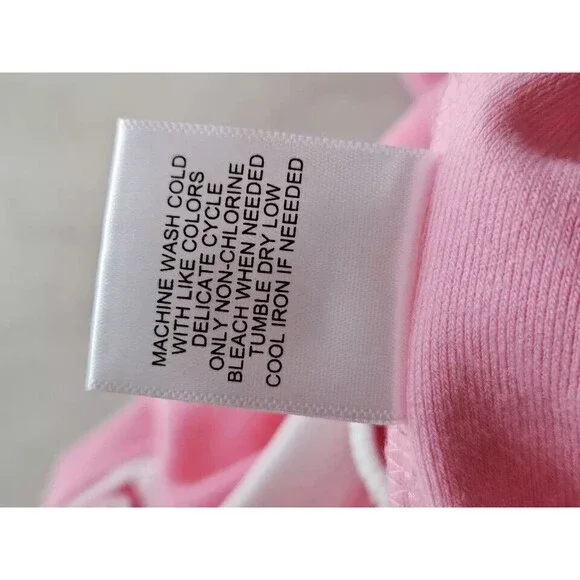 MACHINE WASH COLD
WITH LIKE COLORS
DELICATE CYCLE
ONLY NON-CHLORINE
BLEACH WHEN NEEDED
TUMBLE DRY LOW
COOL IRON IF NEEEDED